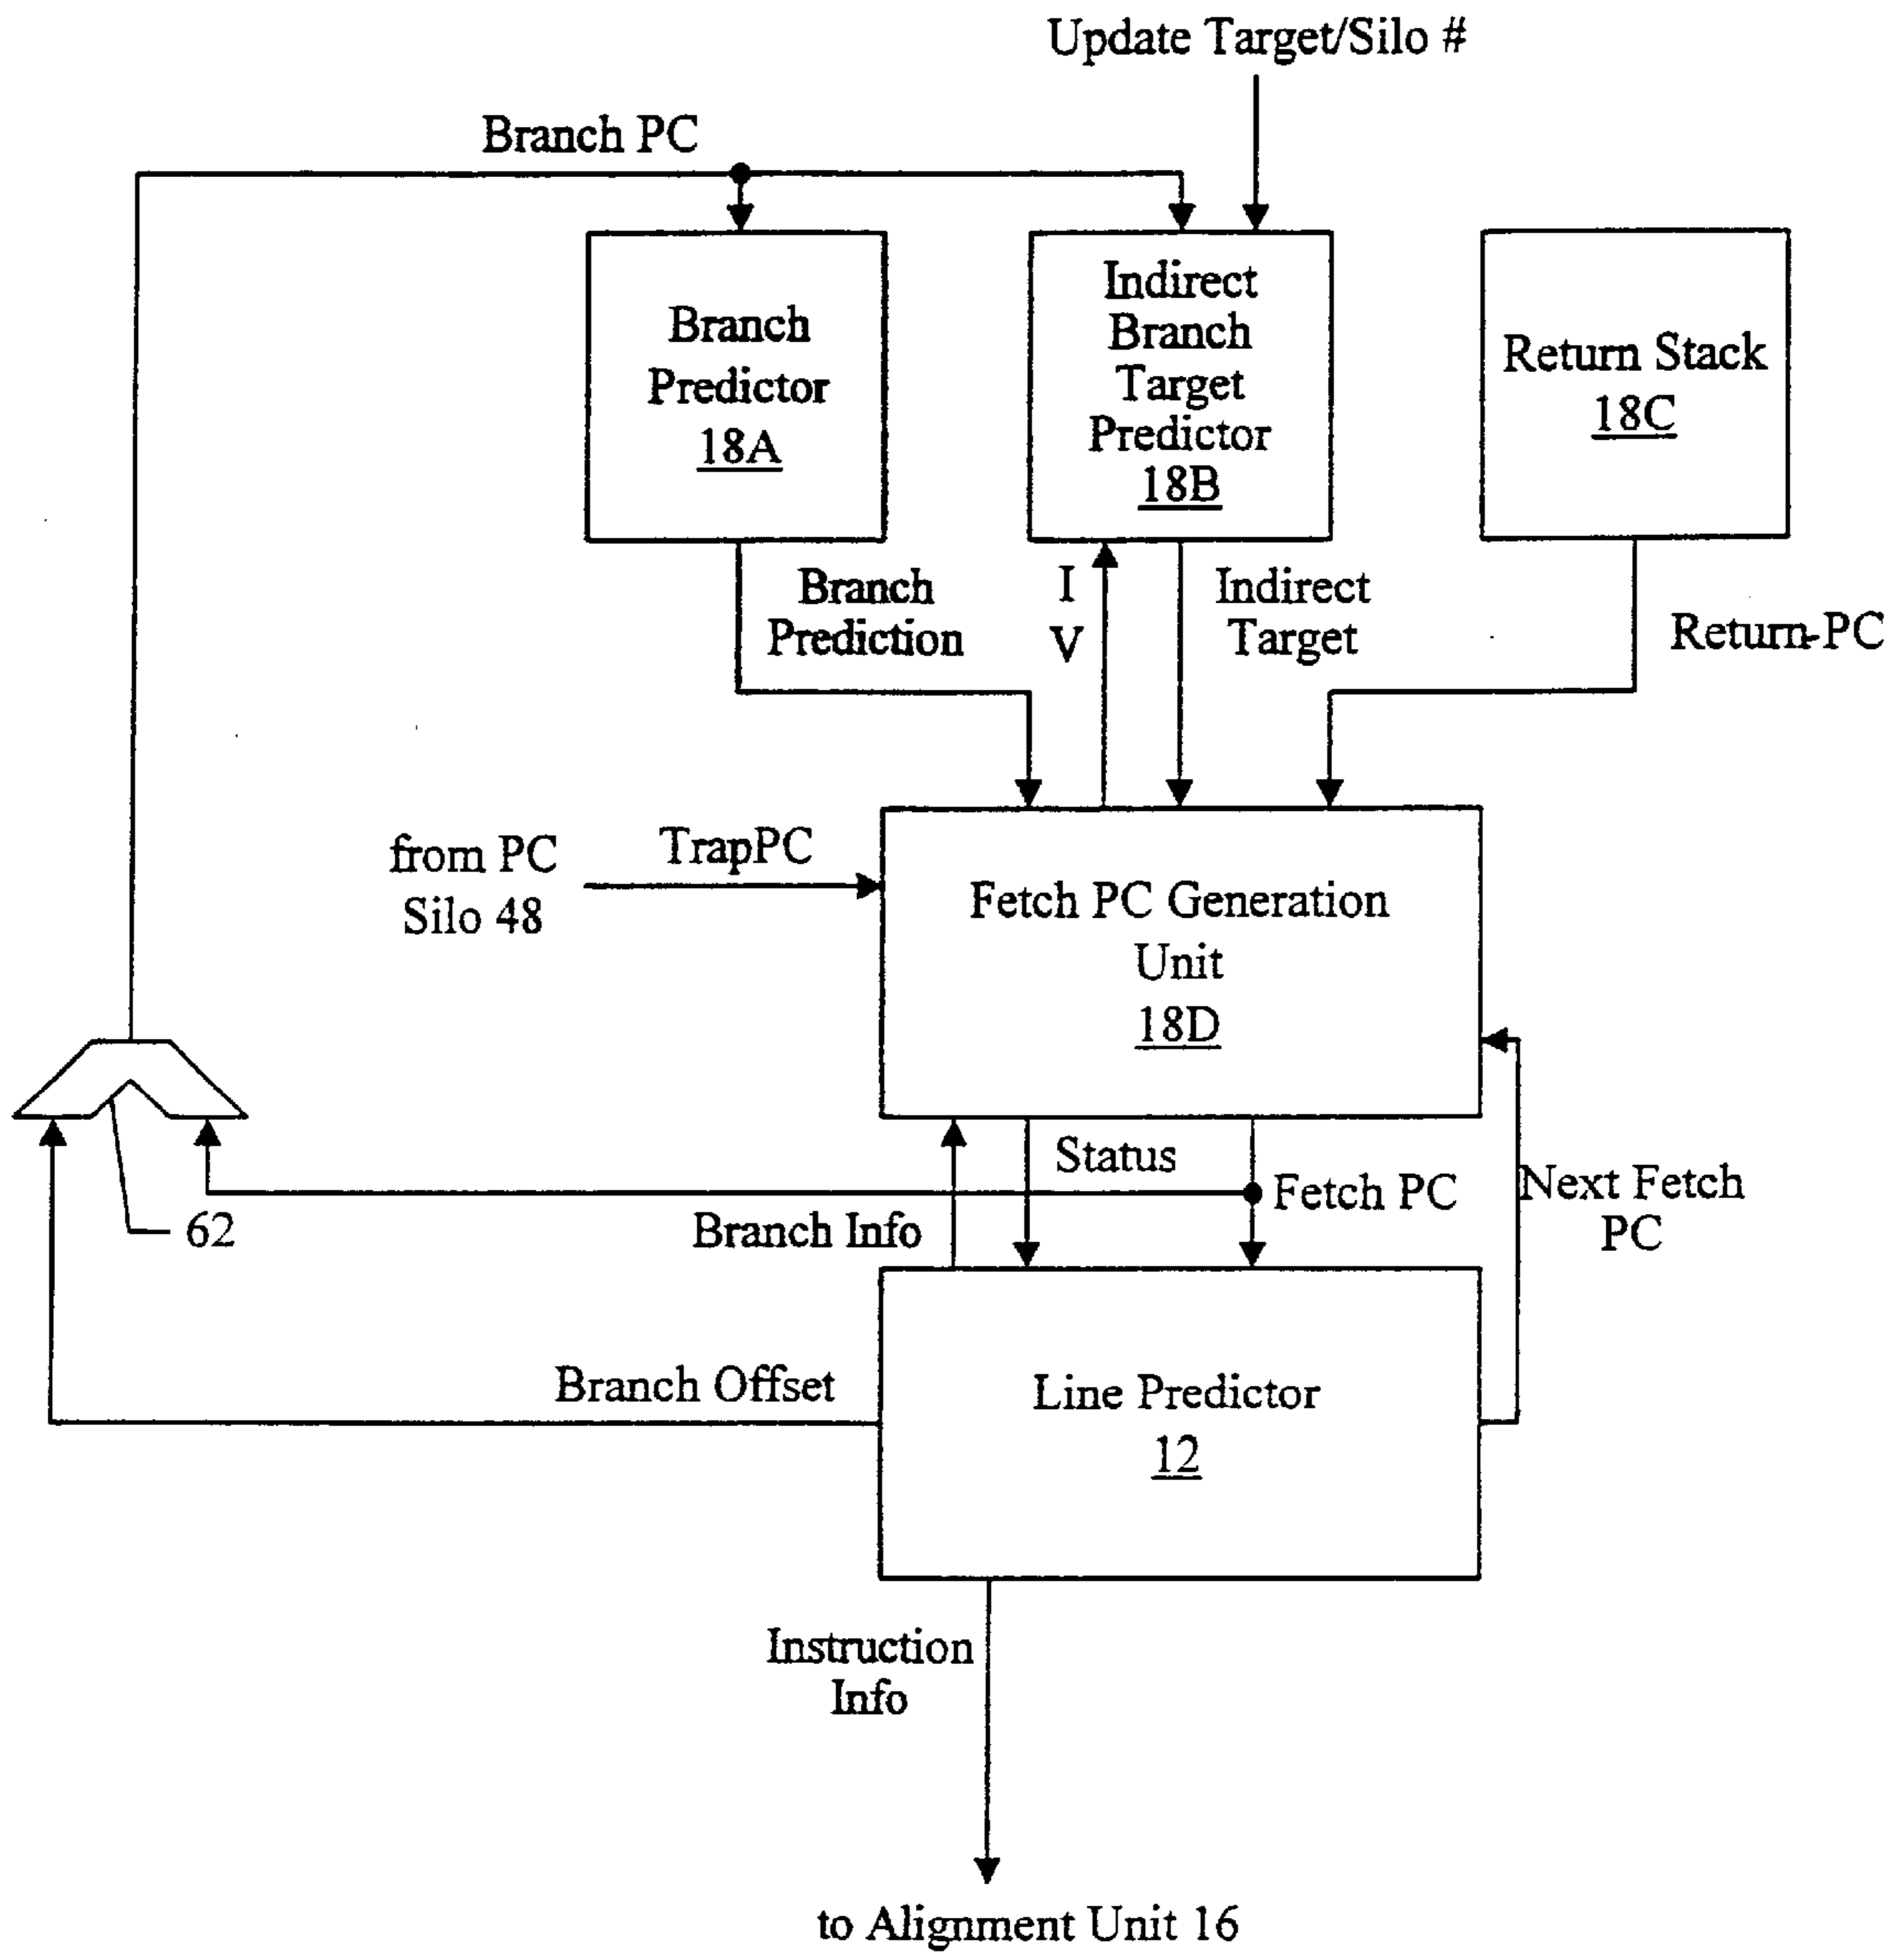 Update Target/Silo #
Branch PC
Branch
Predictor
18A
Indirect
Branch
Target
Predictor
18B
Return Stack
18C
Branch
Prediction
I
V
Indirect
Target
Return-PC
from PC
Silo 48
TrapPC
Fetch PC Generation
Unit
18D
62
Status
Fetch PC
Branch Info
Next Fetch
PC
Branch Offset
Line Predictor
12
Instruction
Info
to Alignment Unit 16